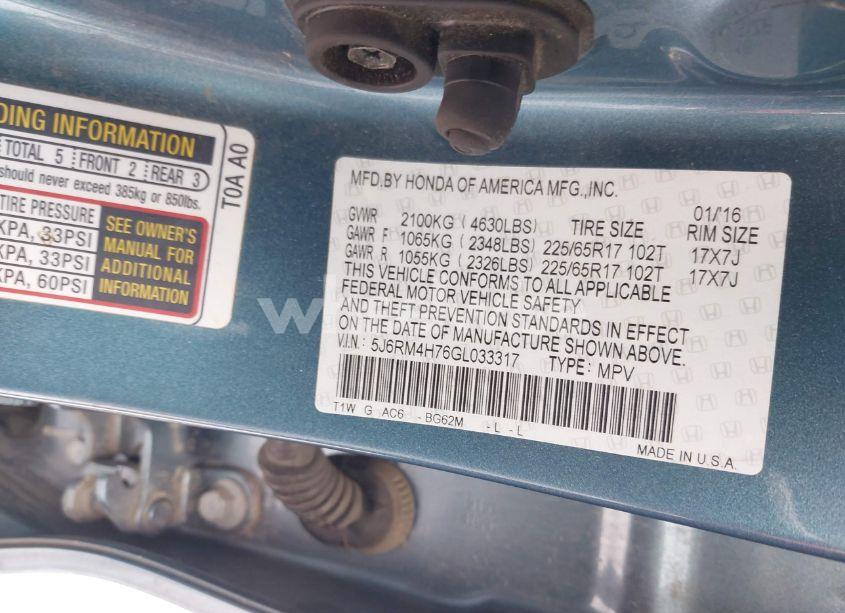 DING INFORMATION
TOTAL 5 FRONT 2 REAR 3
should never exceed 385kg or 850lbs.
TIRE PRESSURE
KPA, 33PSI
KPA, 33PSI
KPA, 60PSI
SEE OWNER'S
MANUAL FOR
ADDITIONAL
INFORMATION
T0A A0
MFD.BY HONDA OF AMERICA MFG.,INC. 01/'16
GVWR 2100KG ( 4630LBS) TIRE SIZE RIM SIZE
GAWR F 1065KG ( 2348LBS) 225/65R17 102T 17X7J
GAWR R 1055KG ( 2326LBS) 225/65R17 102T 17X7J
THIS VEHICLE CONFORMS TO ALL APPLICABLE
FEDERAL MOTOR VEHICLE SAFETY
AND THEFT PREVENTION STANDARDS IN EFFECT
ON THE DATE OF MANUFACTURE SHOWN ABOVE.
V.I.N: 5J6RM4H76GL033317 TYPE: MPV
T1W G AC6 - BG62M - L - L
MADE IN U.S.A.